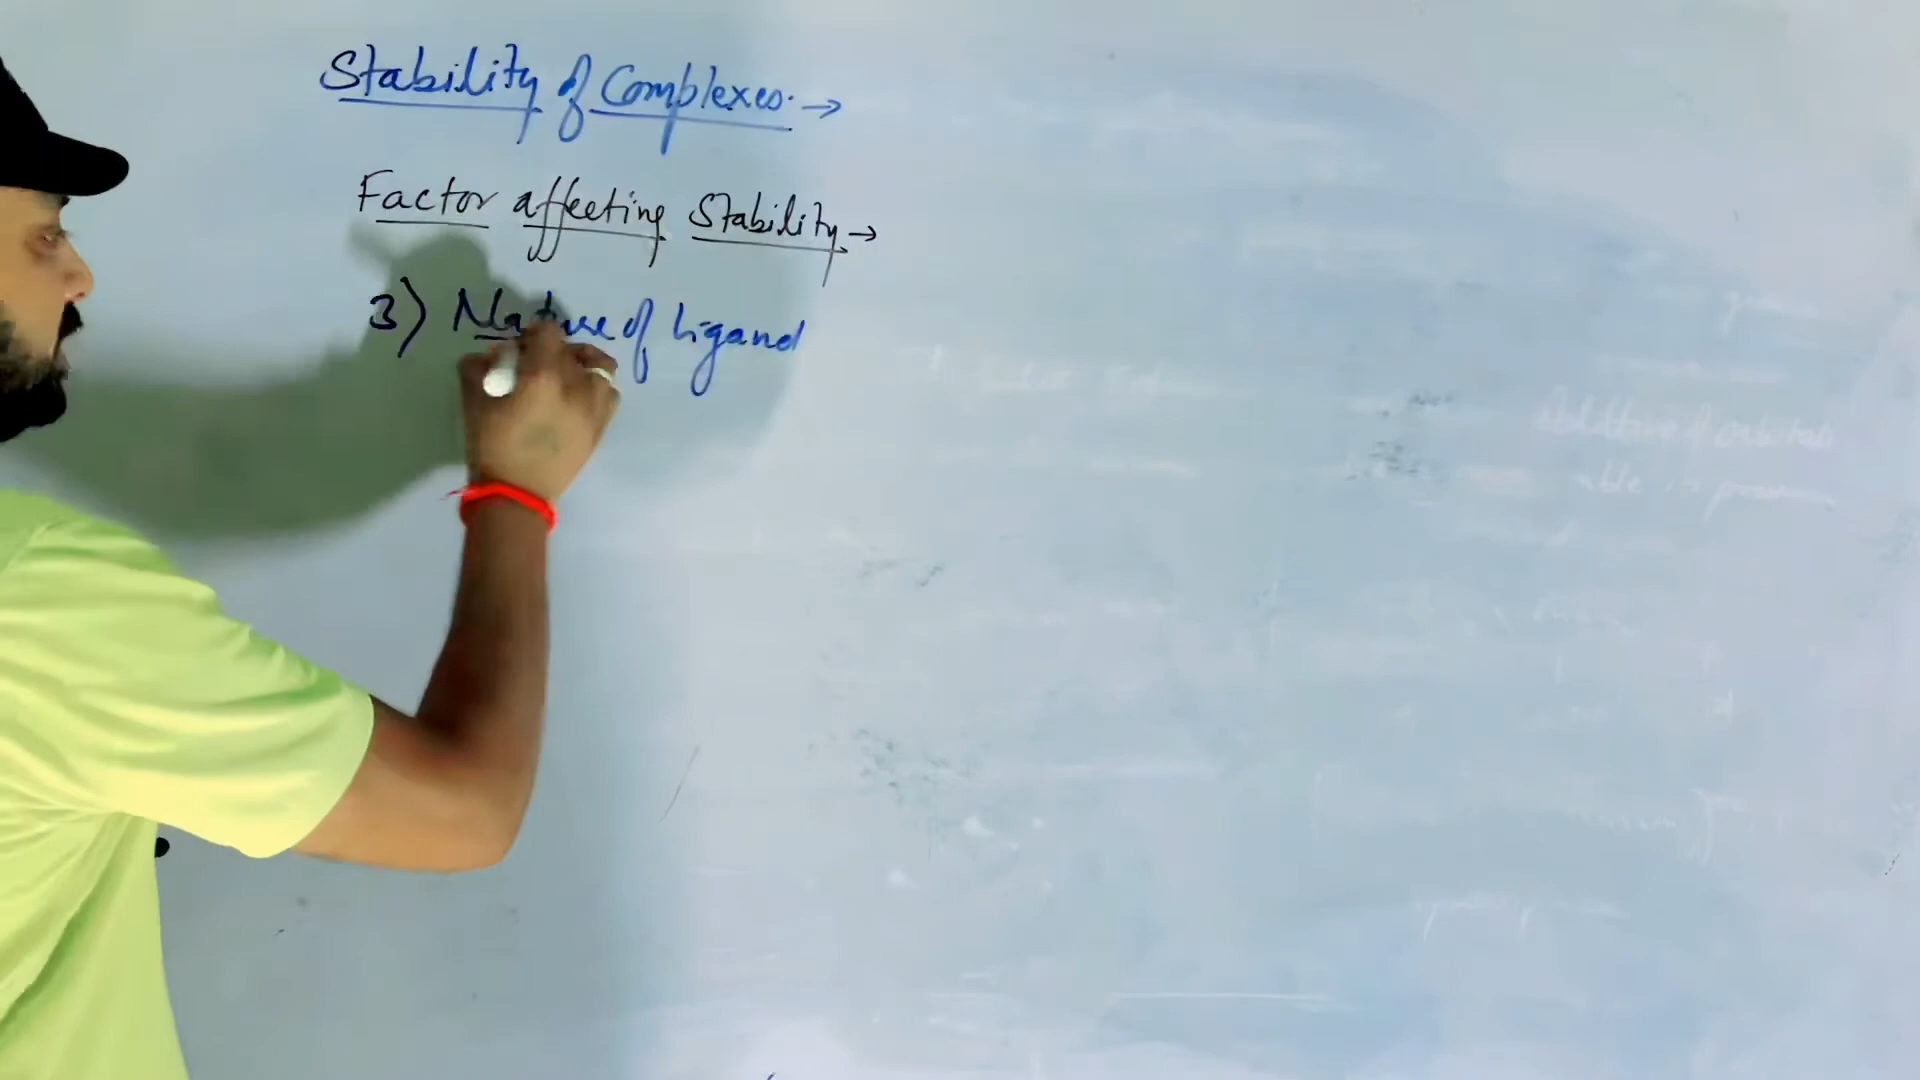 Stability of Complexes. →
Factor affecting Stability →
3) Nature of ligand